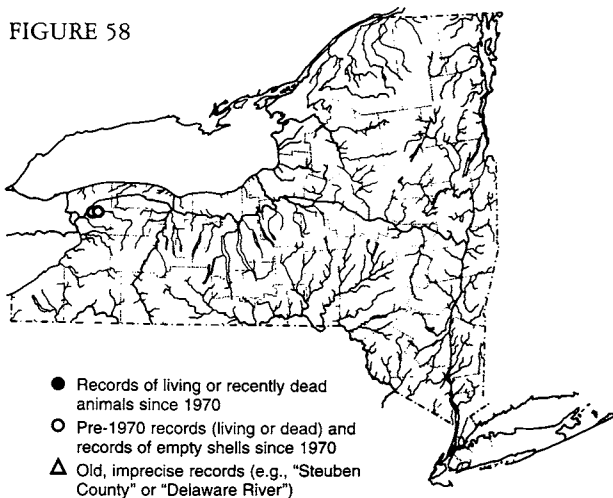 FIGURE 58
● Records of living or recently dead
animals since 1970
○ Pre-1970 records (living or dead) and
records of empty shells since 1970
△ Old, imprecise records (e.g., "Steuben
County" or "Delaware River")